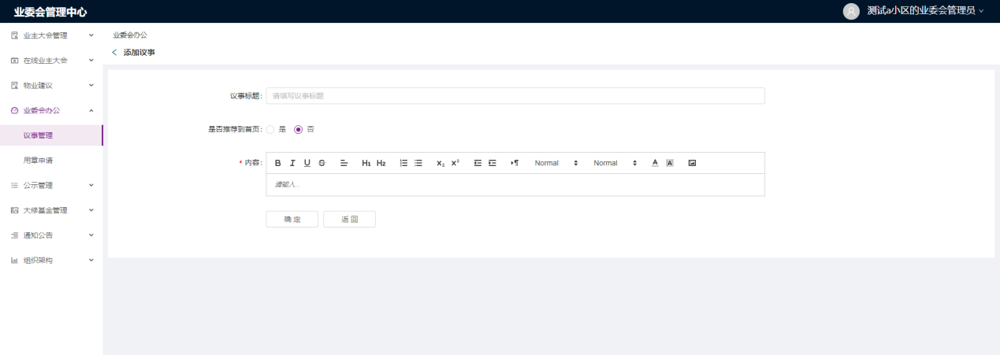 业委会管理中心
测试a小区的业委会管理员
业主大会管理
在线业主大会
物业建议
业委会办公
议事管理
用章申请
公示管理
大修基金管理
通知公告
组织架构
业委会办公
添加议事
议事标题: 请填写议事标题
是否推荐到首页: 是 否
* 内容: B I U S H1 H2 X2 X² Normal Normal A A
请输入...
确 定 返 回